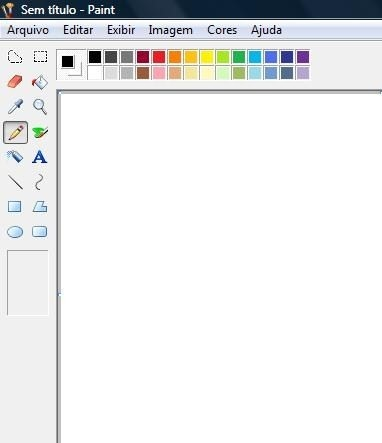 Sem título - Paint
Arquivo Editar Exibir Imagem Cores Ajuda
A